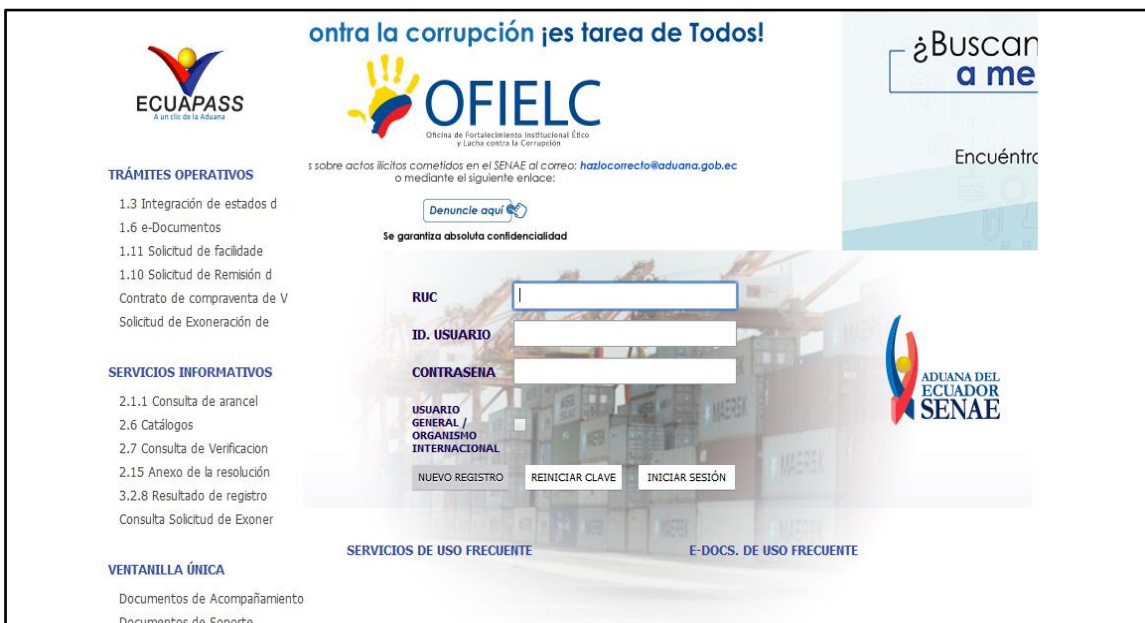 ontra la corrupción ¡es tarea de Todos!
¿Buscan
a me
ECUAPASS
A un clic de la Aduana
OFIELC
Oficina de Fortalecimiento Institucional Ético
y Lucha contra la Corrupción
Encuéntro
s sobre actos ilícitos cometidos en el SENAE al correo: hazlocorrecto@aduana.gob.ec
o mediante el siguiente enlace:
Denuncie aquí
Se garantiza absoluta confidencialidad
TRÁMITES OPERATIVOS
1.3 Integración de estados d
1.6 e-Documentos
1.11 Solicitud de facilidade
1.10 Solicitud de Remisión d
Contrato de compraventa de V
Solicitud de Exoneración de
SERVICIOS INFORMATIVOS
2.1.1 Consulta de arancel
2.6 Catálogos
2.7 Consulta de Verificacion
2.15 Anexo de la resolución
3.2.8 Resultado de registro
Consulta Solicitud de Exoner
VENTANILLA ÚNICA
Documentos de Acompañamiento
Documentos de Soporte
RUC
ID. USUARIO
CONTRASENA
USUARIO
GENERAL /
ORGANISMO
INTERNACIONAL
NUEVO REGISTRO
REINICIAR CLAVE
INICIAR SESIÓN
MAERSK
MAERSK
ADUANA DEL
ECUADOR
SENAE
SERVICIOS DE USO FRECUENTE
E-DOCS. DE USO FRECUENTE